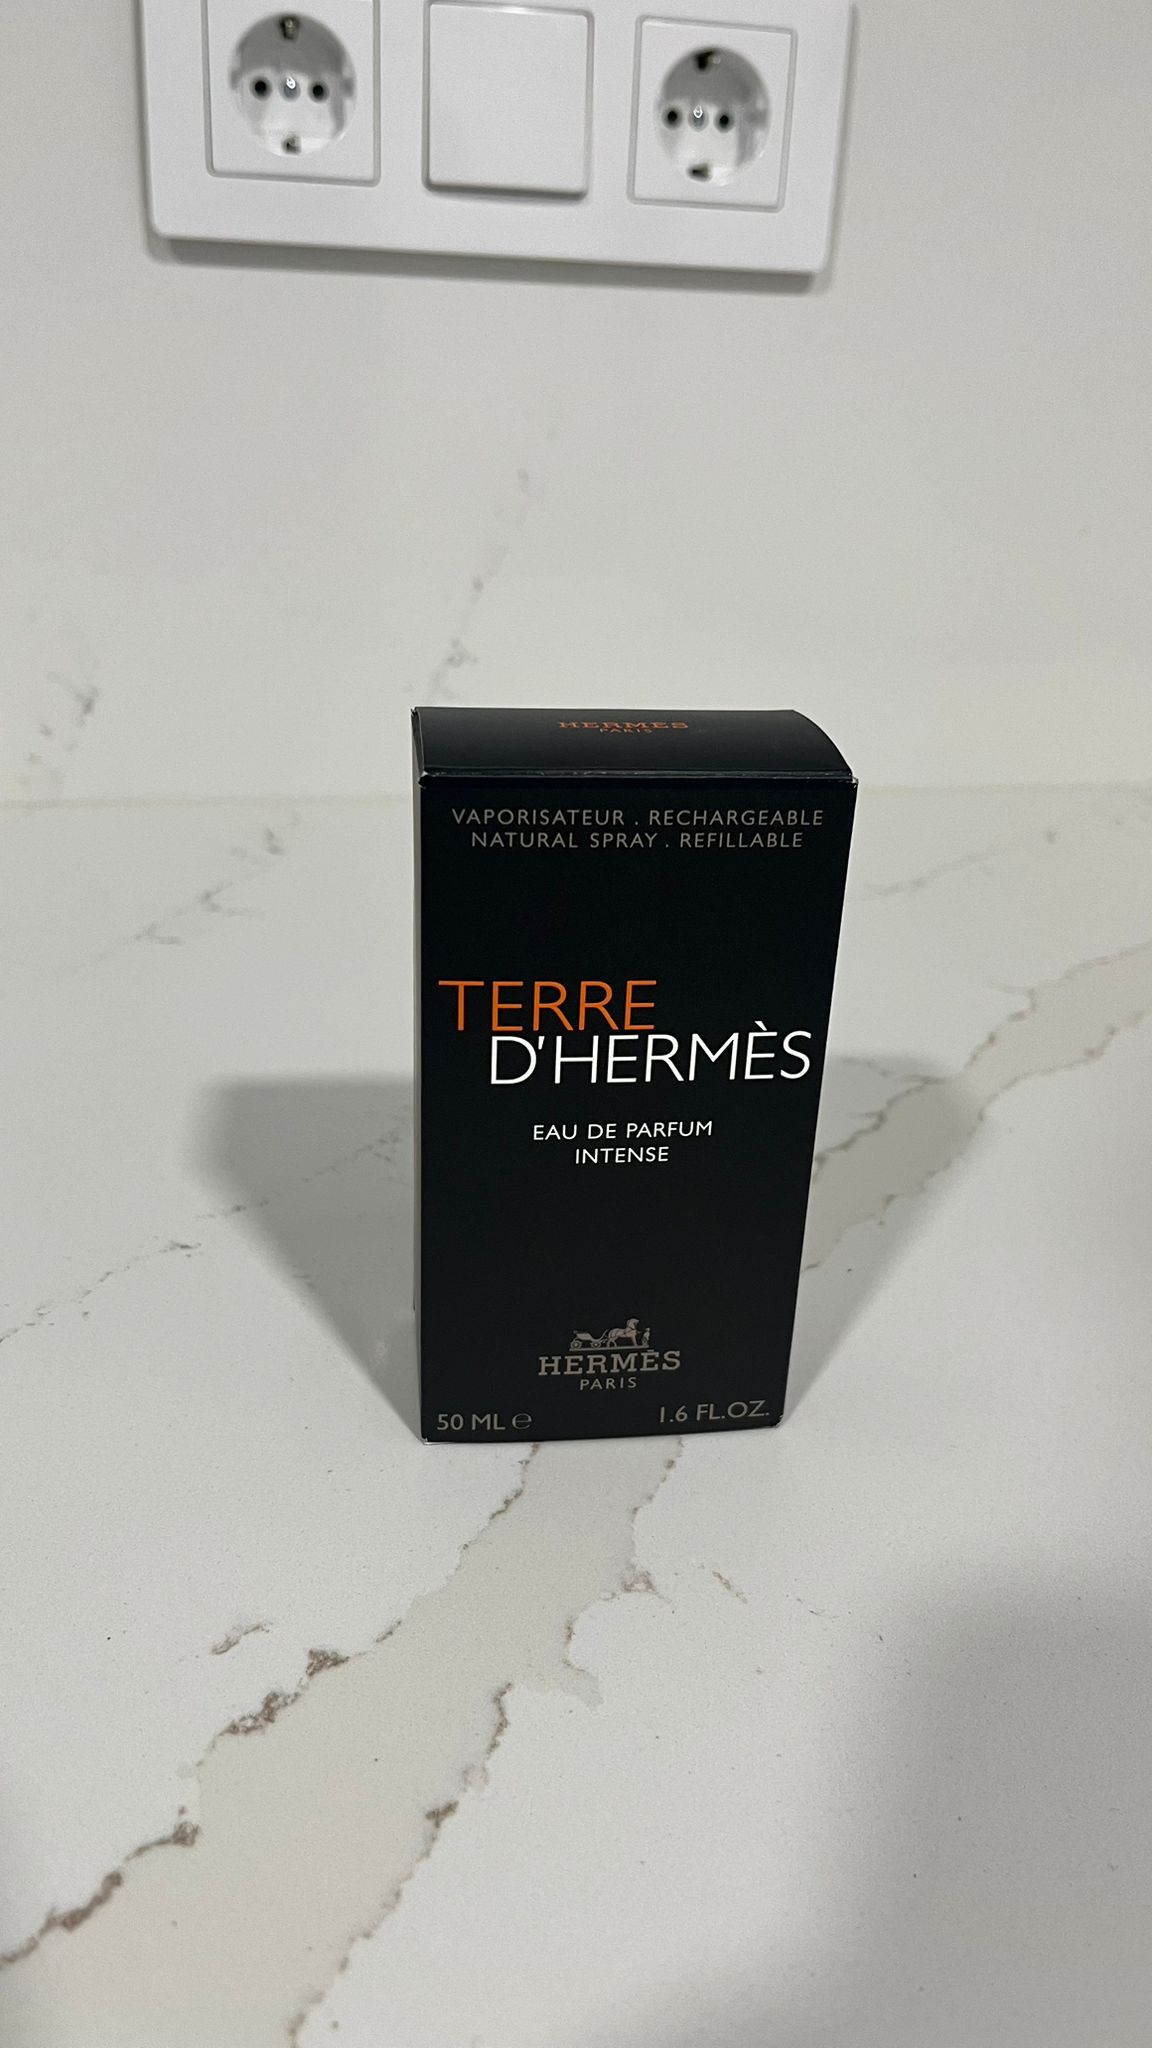 HERMÈS
PARIS
VAPORISATEUR . RECHARGEABLE
NATURAL SPRAY . REFILLABLE
TERRE
D'HERMÈS
EAU DE PARFUM
INTENSE
HERMÈS
PARIS
50 ML ℮ 1.6 FL.OZ.